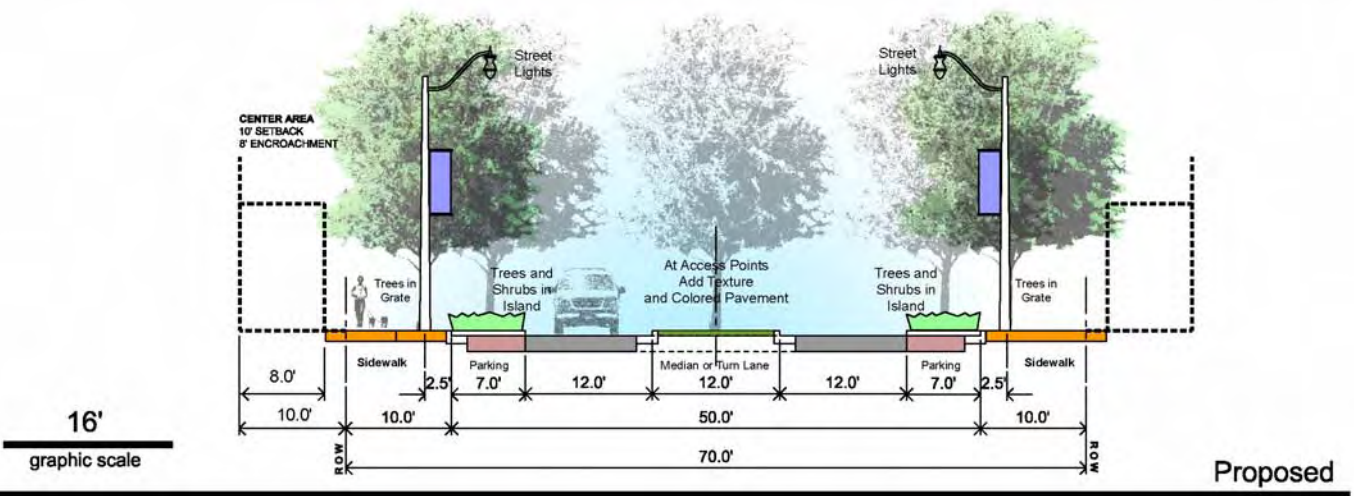 Street
Lights
Street
Lights
CENTER AREA
10' SETBACK
8' ENCROACHMENT
Trees in
Grate
Trees and
Shrubs in
Island
At Access Points
Add Texture
and Colored Pavement
Trees and
Shrubs in
Island
Trees in
Grate
Sidewalk
Parking
Median or Turn Lane
Parking
Sidewalk
8.0'
2.5'
7.0'
12.0'
12.0'
12.0'
7.0'
2.5'
10.0'
10.0'
50.0'
10.0'
ROW
70.0'
ROW
16'
graphic scale
Proposed